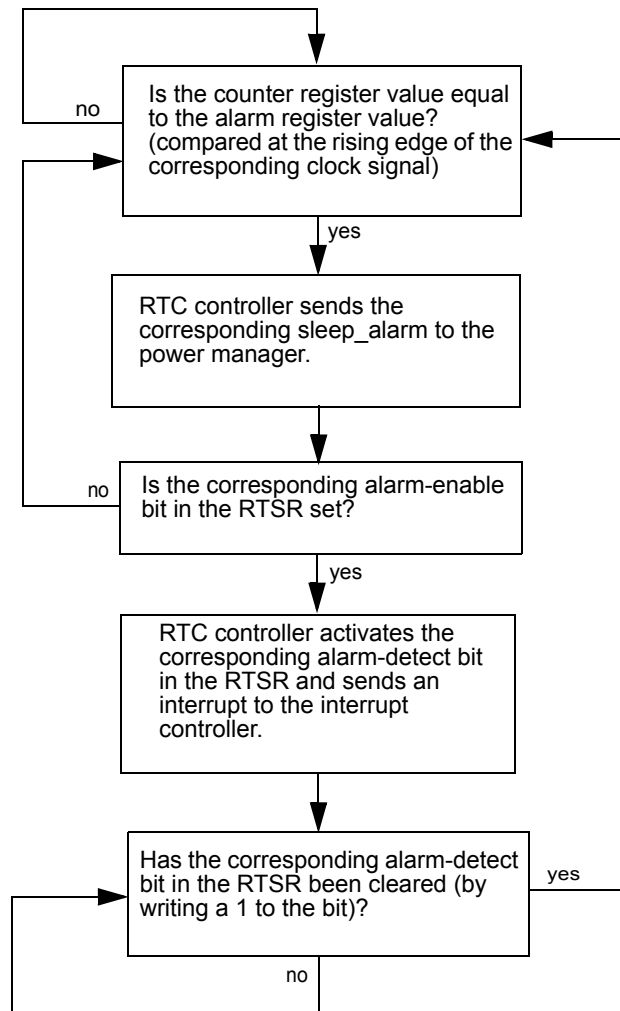 no
Is the counter register value equal
to the alarm register value?
(compared at the rising edge of the
corresponding clock signal)
yes
RTC controller sends the
corresponding sleep_alarm to the
power manager.
no
Is the corresponding alarm-enable
bit in the RTSR set?
yes
RTC controller activates the
corresponding alarm-detect bit
in the RTSR and sends an
interrupt to the interrupt
controller.
Has the corresponding alarm-detect
bit in the RTSR been cleared (by
writing a 1 to the bit)?
yes
no